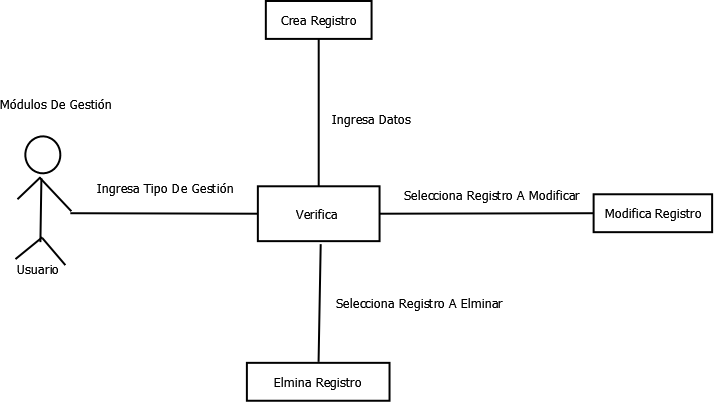 Crea Registro
Módulos De Gestión
Ingresa Datos
Ingresa Tipo De Gestión
Selecciona Registro A Modificar
Verifica
Modifica Registro
Usuario
Selecciona Registro A Elminar
Elmina Registro